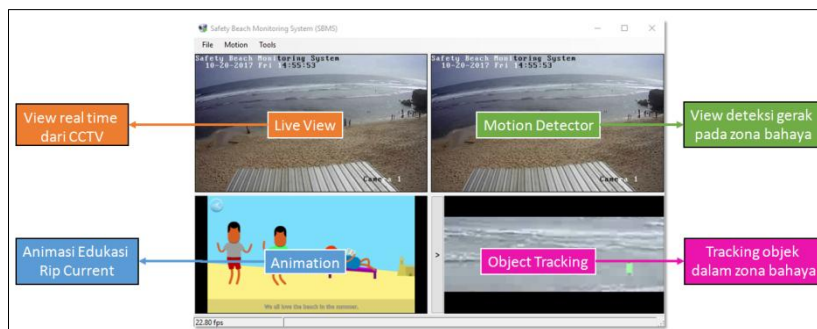 Safety Beach Monitoring System (SBMS)
File Motion Tools
Safety Beach Monitoring System
10-20-2017 Fri 14:55:53
Safety Beach Monitoring System
10-20-2017 Fri 14:55:53
View real time
dari CCTV
Live View
Motion Detector
View deteksi gerak
pada zona bahaya
1
1
Animasi Edukasi
Rip Current
Animation
>
Object Tracking
Tracking objek
dalam zona bahaya
We all love the beach in the summer.
22.80 fps